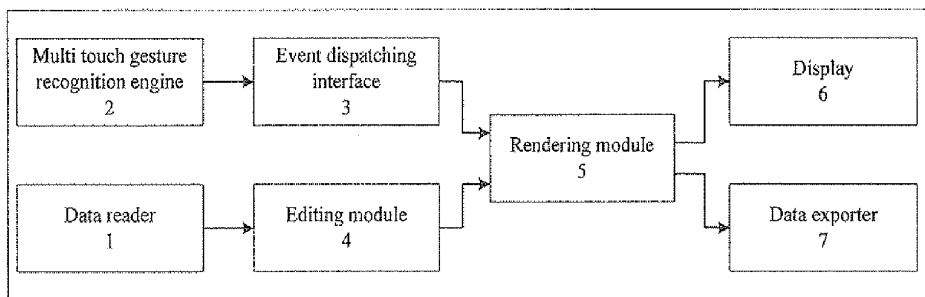 Multi touch gesture
recognition engine
2
Event dispatching
interface
3
Display
6
Rendering module
5
Data reader
1
Editing module
4
Data exporter
7